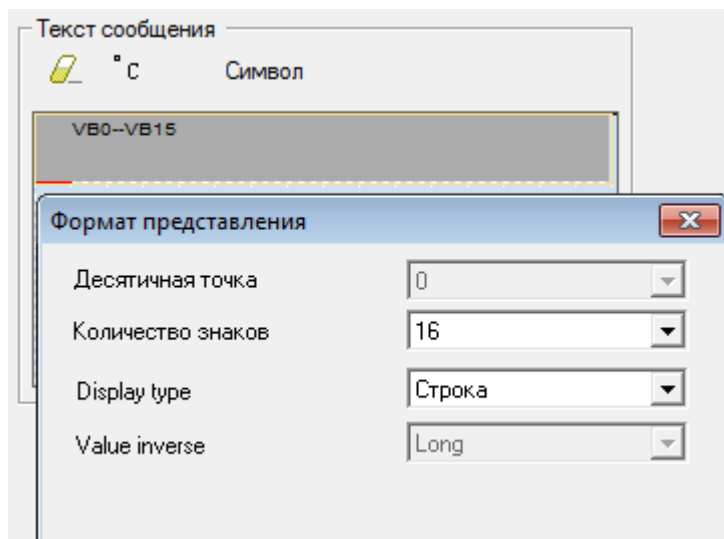 Текст сообщения
°C Символ
VB0--VB15
Формат представления
Десятичная точка 0
Количество знаков 16
Display type Строка
Value inverse Long